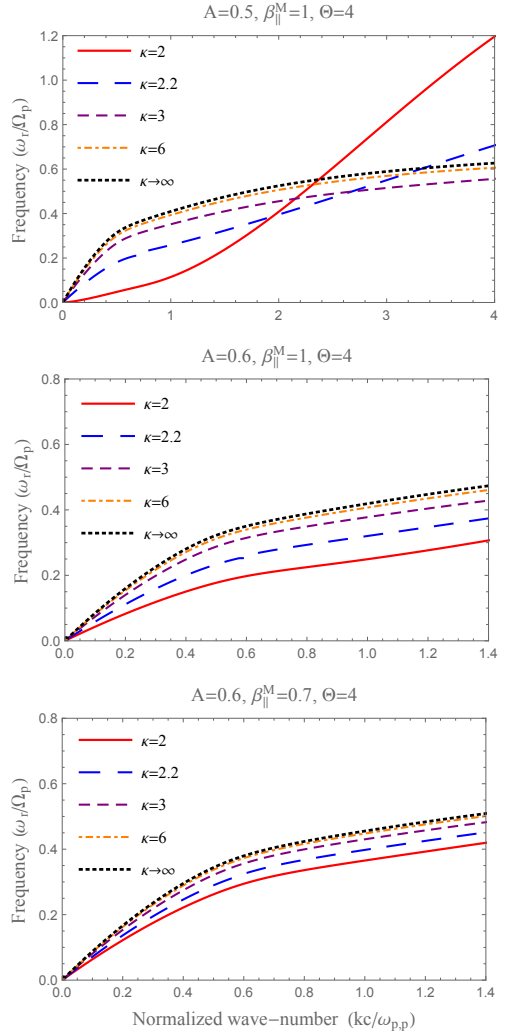 A=0.5, β∥ᴹ=1, Θ=4
Frequency (ωr/Ωp)
1.2
1.0
0.8
0.6
0.4
0.2
0.0
κ=2
κ=2.2
κ=3
κ=6
κ→∞
0 1 2 3 4
A=0.6, β∥ᴹ=1, Θ=4
Frequency (ωr/Ωp)
0.8
0.6
0.4
0.2
0.0
κ=2
κ=2.2
κ=3
κ=6
κ→∞
0.0 0.2 0.4 0.6 0.8 1.0 1.2 1.4
A=0.6, β∥ᴹ=0.7, Θ=4
Frequency (ωr/Ωp)
0.8
0.6
0.4
0.2
0.0
κ=2
κ=2.2
κ=3
κ=6
κ→∞
0.0 0.2 0.4 0.6 0.8 1.0 1.2 1.4
Normalized wave−number (kc/ωp,p)